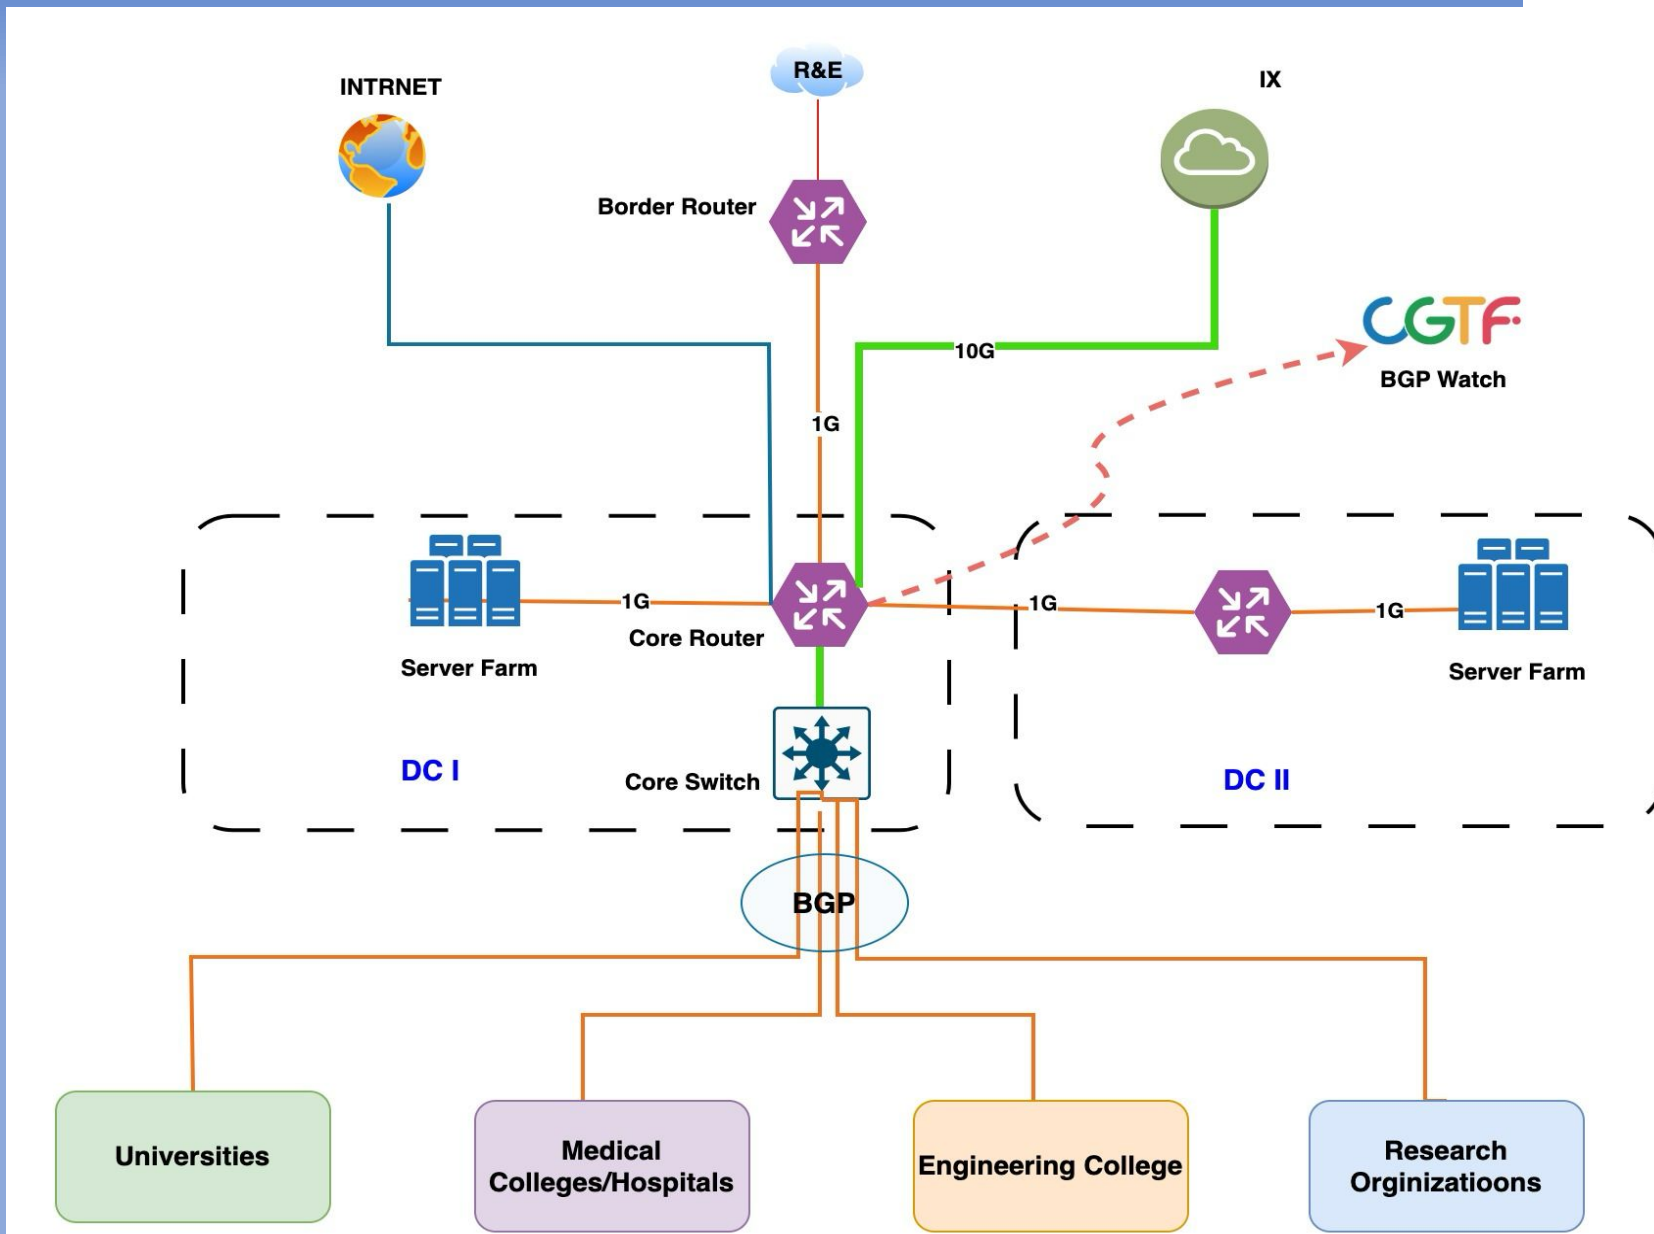 R&E
INTRNET
IX
Border Router
CGTF
10G
BGP Watch
1G
1G
1G
1G
Core Router
Server Farm
Server Farm
DC I
Core Switch
DC II
BGP
Universities
Medical
Colleges/Hospitals
Engineering College
Research
Orginizatioons